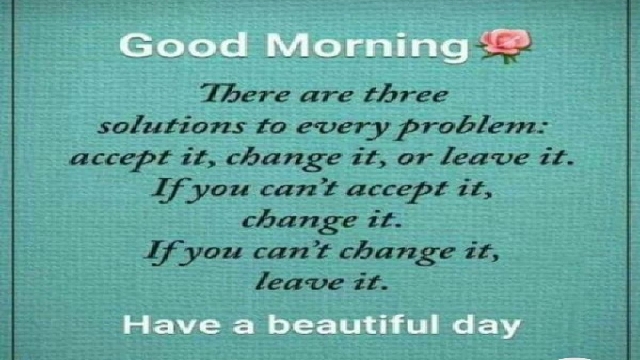 Good Morning🌹
There are three
solutions to every problem:
accept it, change it, or leave it.
If you can't accept it,
change it.
If you can't change it,
leave it.
Have a beautiful day